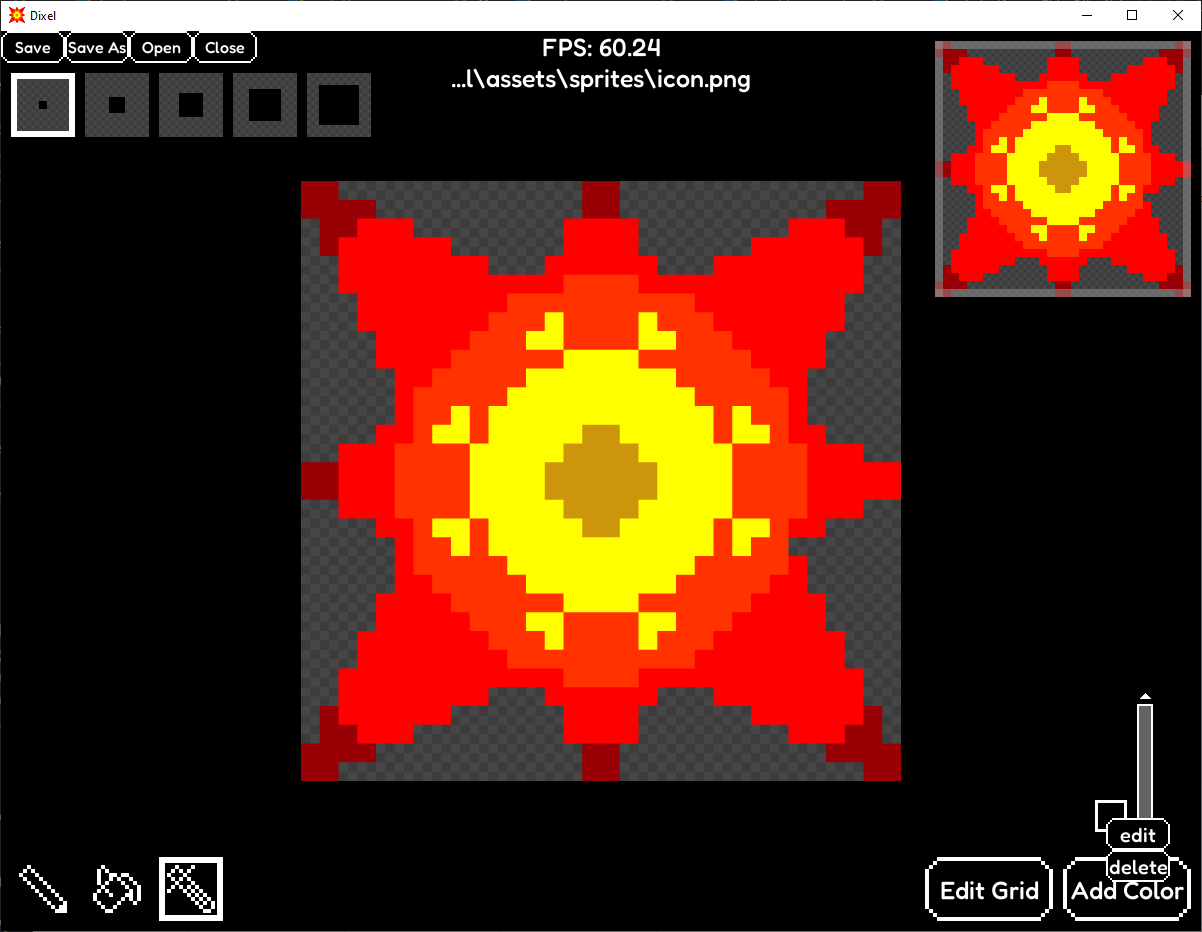 Dixel
Save Save As Open Close
FPS: 60.24
...l\assets\sprites\icon.png
edit
delete
Edit Grid Add Color